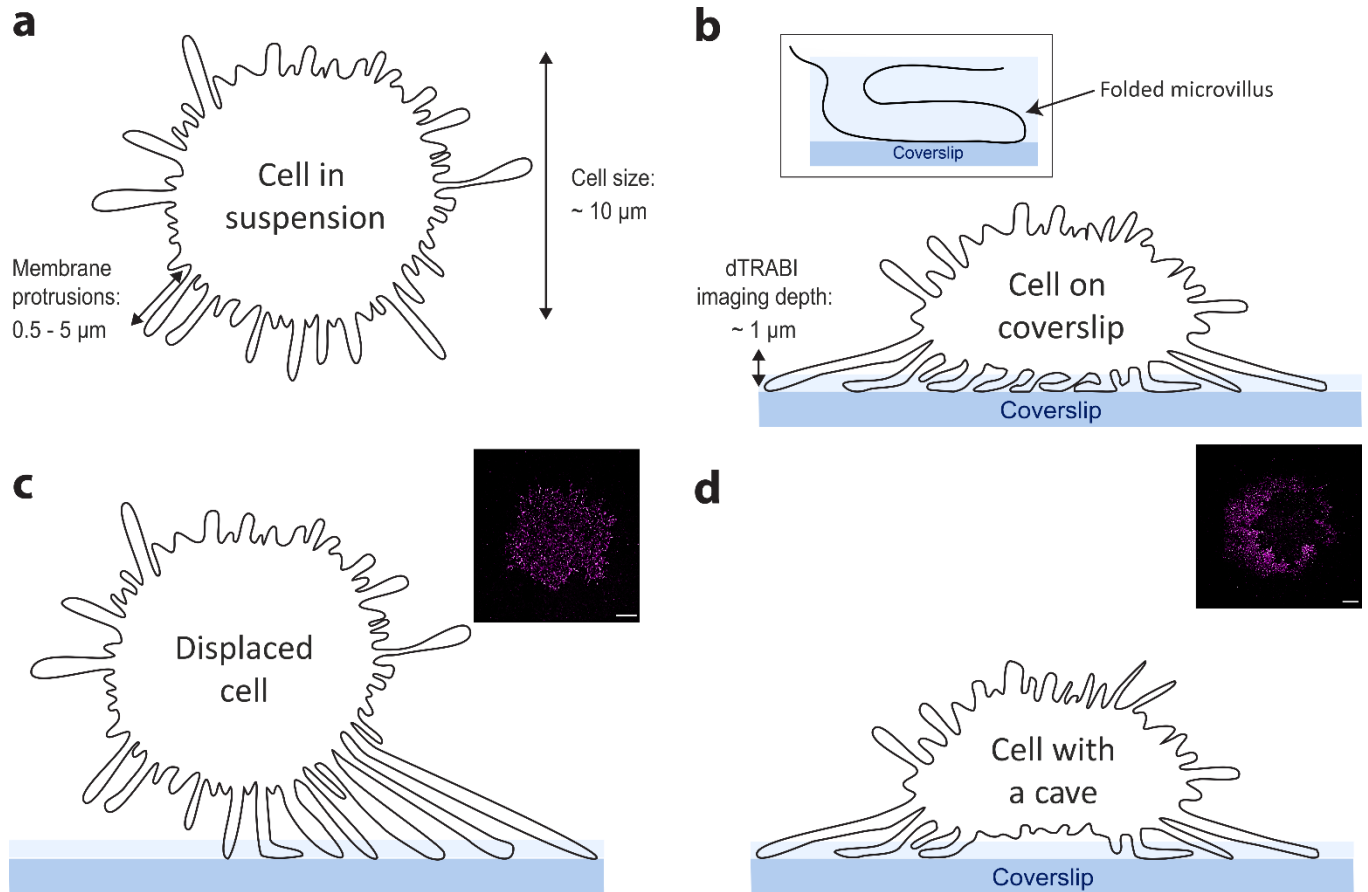 a
Cell in
suspension
Cell size:
~ 10 µm
Membrane
protrusions:
0.5 - 5 µm
b
Folded microvillus
Coverslip
dTRABI
imaging depth:
~ 1 µm
Cell on
coverslip
Coverslip
c
Displaced
cell
d
Cell with
a cave
Coverslip